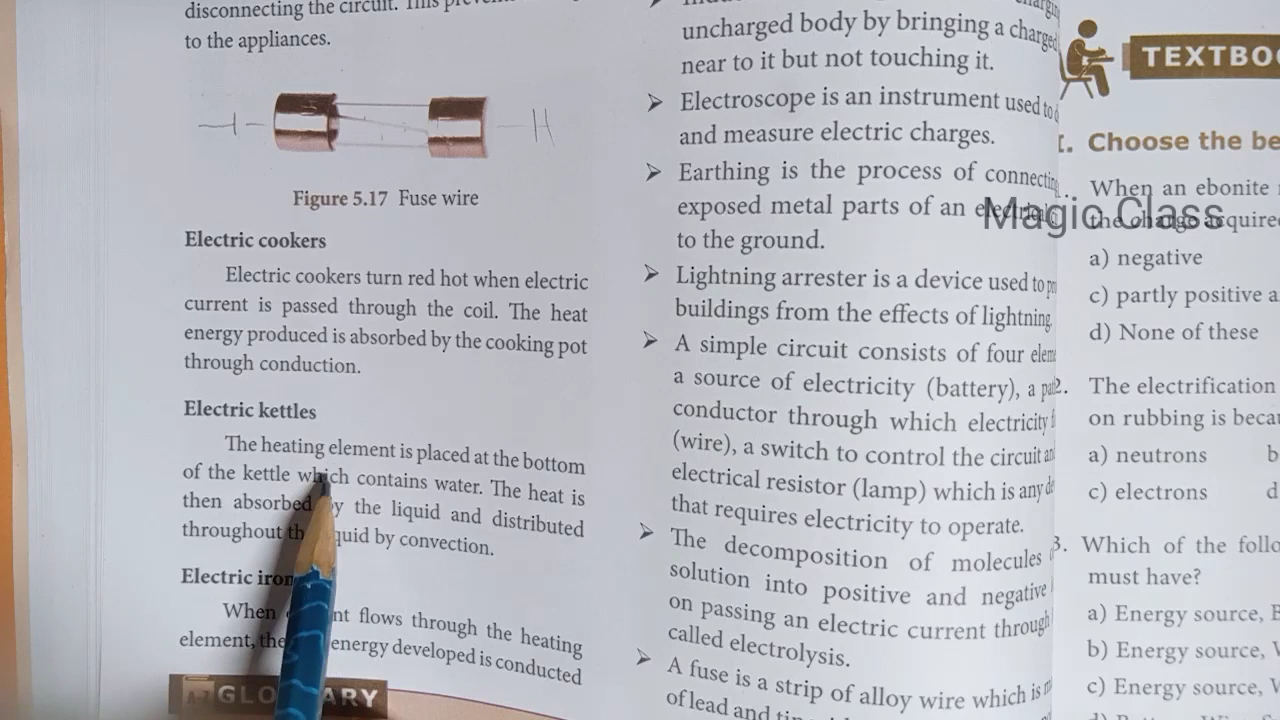 disconnecting the circuit. This
to the appliances.
Figure 5.17 Fuse wire
Electric cookers
Electric cookers turn red hot when electric
current is passed through the coil. The heat
energy produced is absorbed by the cooking pot
through conduction.
Electric kettles
The heating element is placed at the bottom
of the kettle which contains water. The heat is
then absorbed by the liquid and distributed
throughout the liquid by convection.
Electric iron
When flows through the heating
element, the energy developed is conducted
GLOSSARY
uncharged body by bringing a charged
near to it but not touching it.
➤ Electroscope is an instrument used to
and measure electric charges.
➤ Earthing is the process of connecting
exposed metal parts of an electrical
to the ground.
➤ Lightning arrester is a device used to
buildings from the effects of lightning.
➤ A simple circuit consists of four
a source of electricity (battery), a
conductor through which electricity
(wire), a switch to control the circuit
electrical resistor (lamp) which is any
that requires electricity to operate.
➤ The decomposition of molecules
solution into positive and negative
on passing an electric current through
called electrolysis.
➤ A fuse is a strip of alloy wire which is
of lead and
TEXTBO
I. Choose the be
When an ebonite
the charge acquired
a) negative
c) partly positive a
d) None of these
2. The electrification
on rubbing is
a) neutrons b
c) electrons d
3. Which of the
must have?
a) Energy source,
b) Energy source,
c) Energy source,
Magic Class